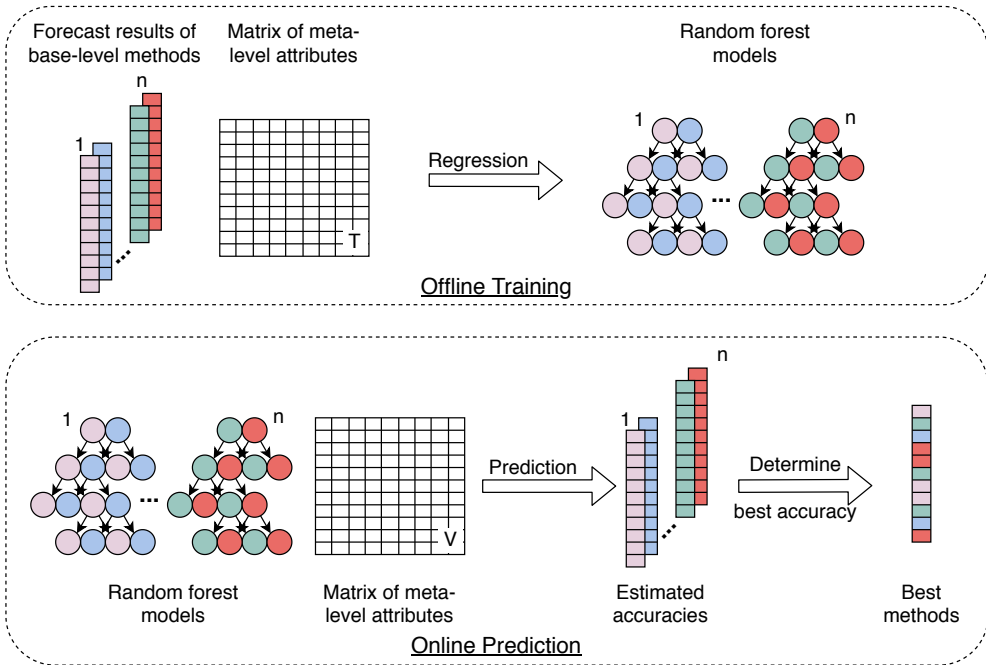 Forecast results of
base-level methods
Matrix of meta-
level attributes
Random forest
models
n
1
T
Regression
1
n
...
Offline Training
1
n
...
V
Prediction
1
n
Determine
best accuracy
Random forest
models
Matrix of meta-
level attributes
Estimated
accuracies
Best
methods
Online Prediction